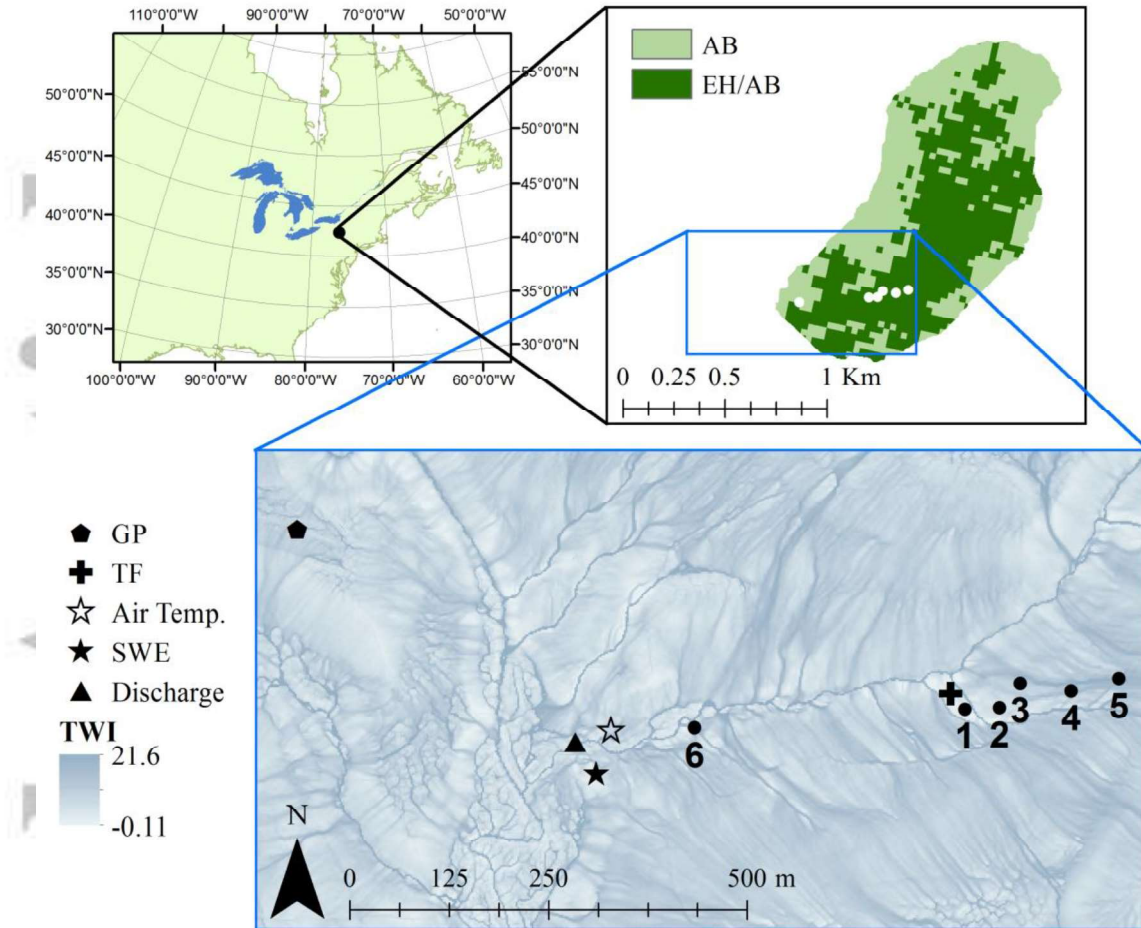 110°0'0"W 90°0'0"W 70°0'0"W 50°0'0"W
50°0'0"N
45°0'0"N
40°0'0"N
35°0'0"N
30°0'0"N
55°0'0"N
50°0'0"N
45°0'0"N
40°0'0"N
35°0'0"N
30°0'0"N
100°0'0"W 90°0'0"W 80°0'0"W 70°0'0"W 60°0'0"W
AB
EH/AB
0 0.25 0.5 1 Km
GP
TF
Air Temp.
SWE
Discharge
TWI
21.6
-0.11
1 2 3 4 5
6
N
0 125 250 500 m